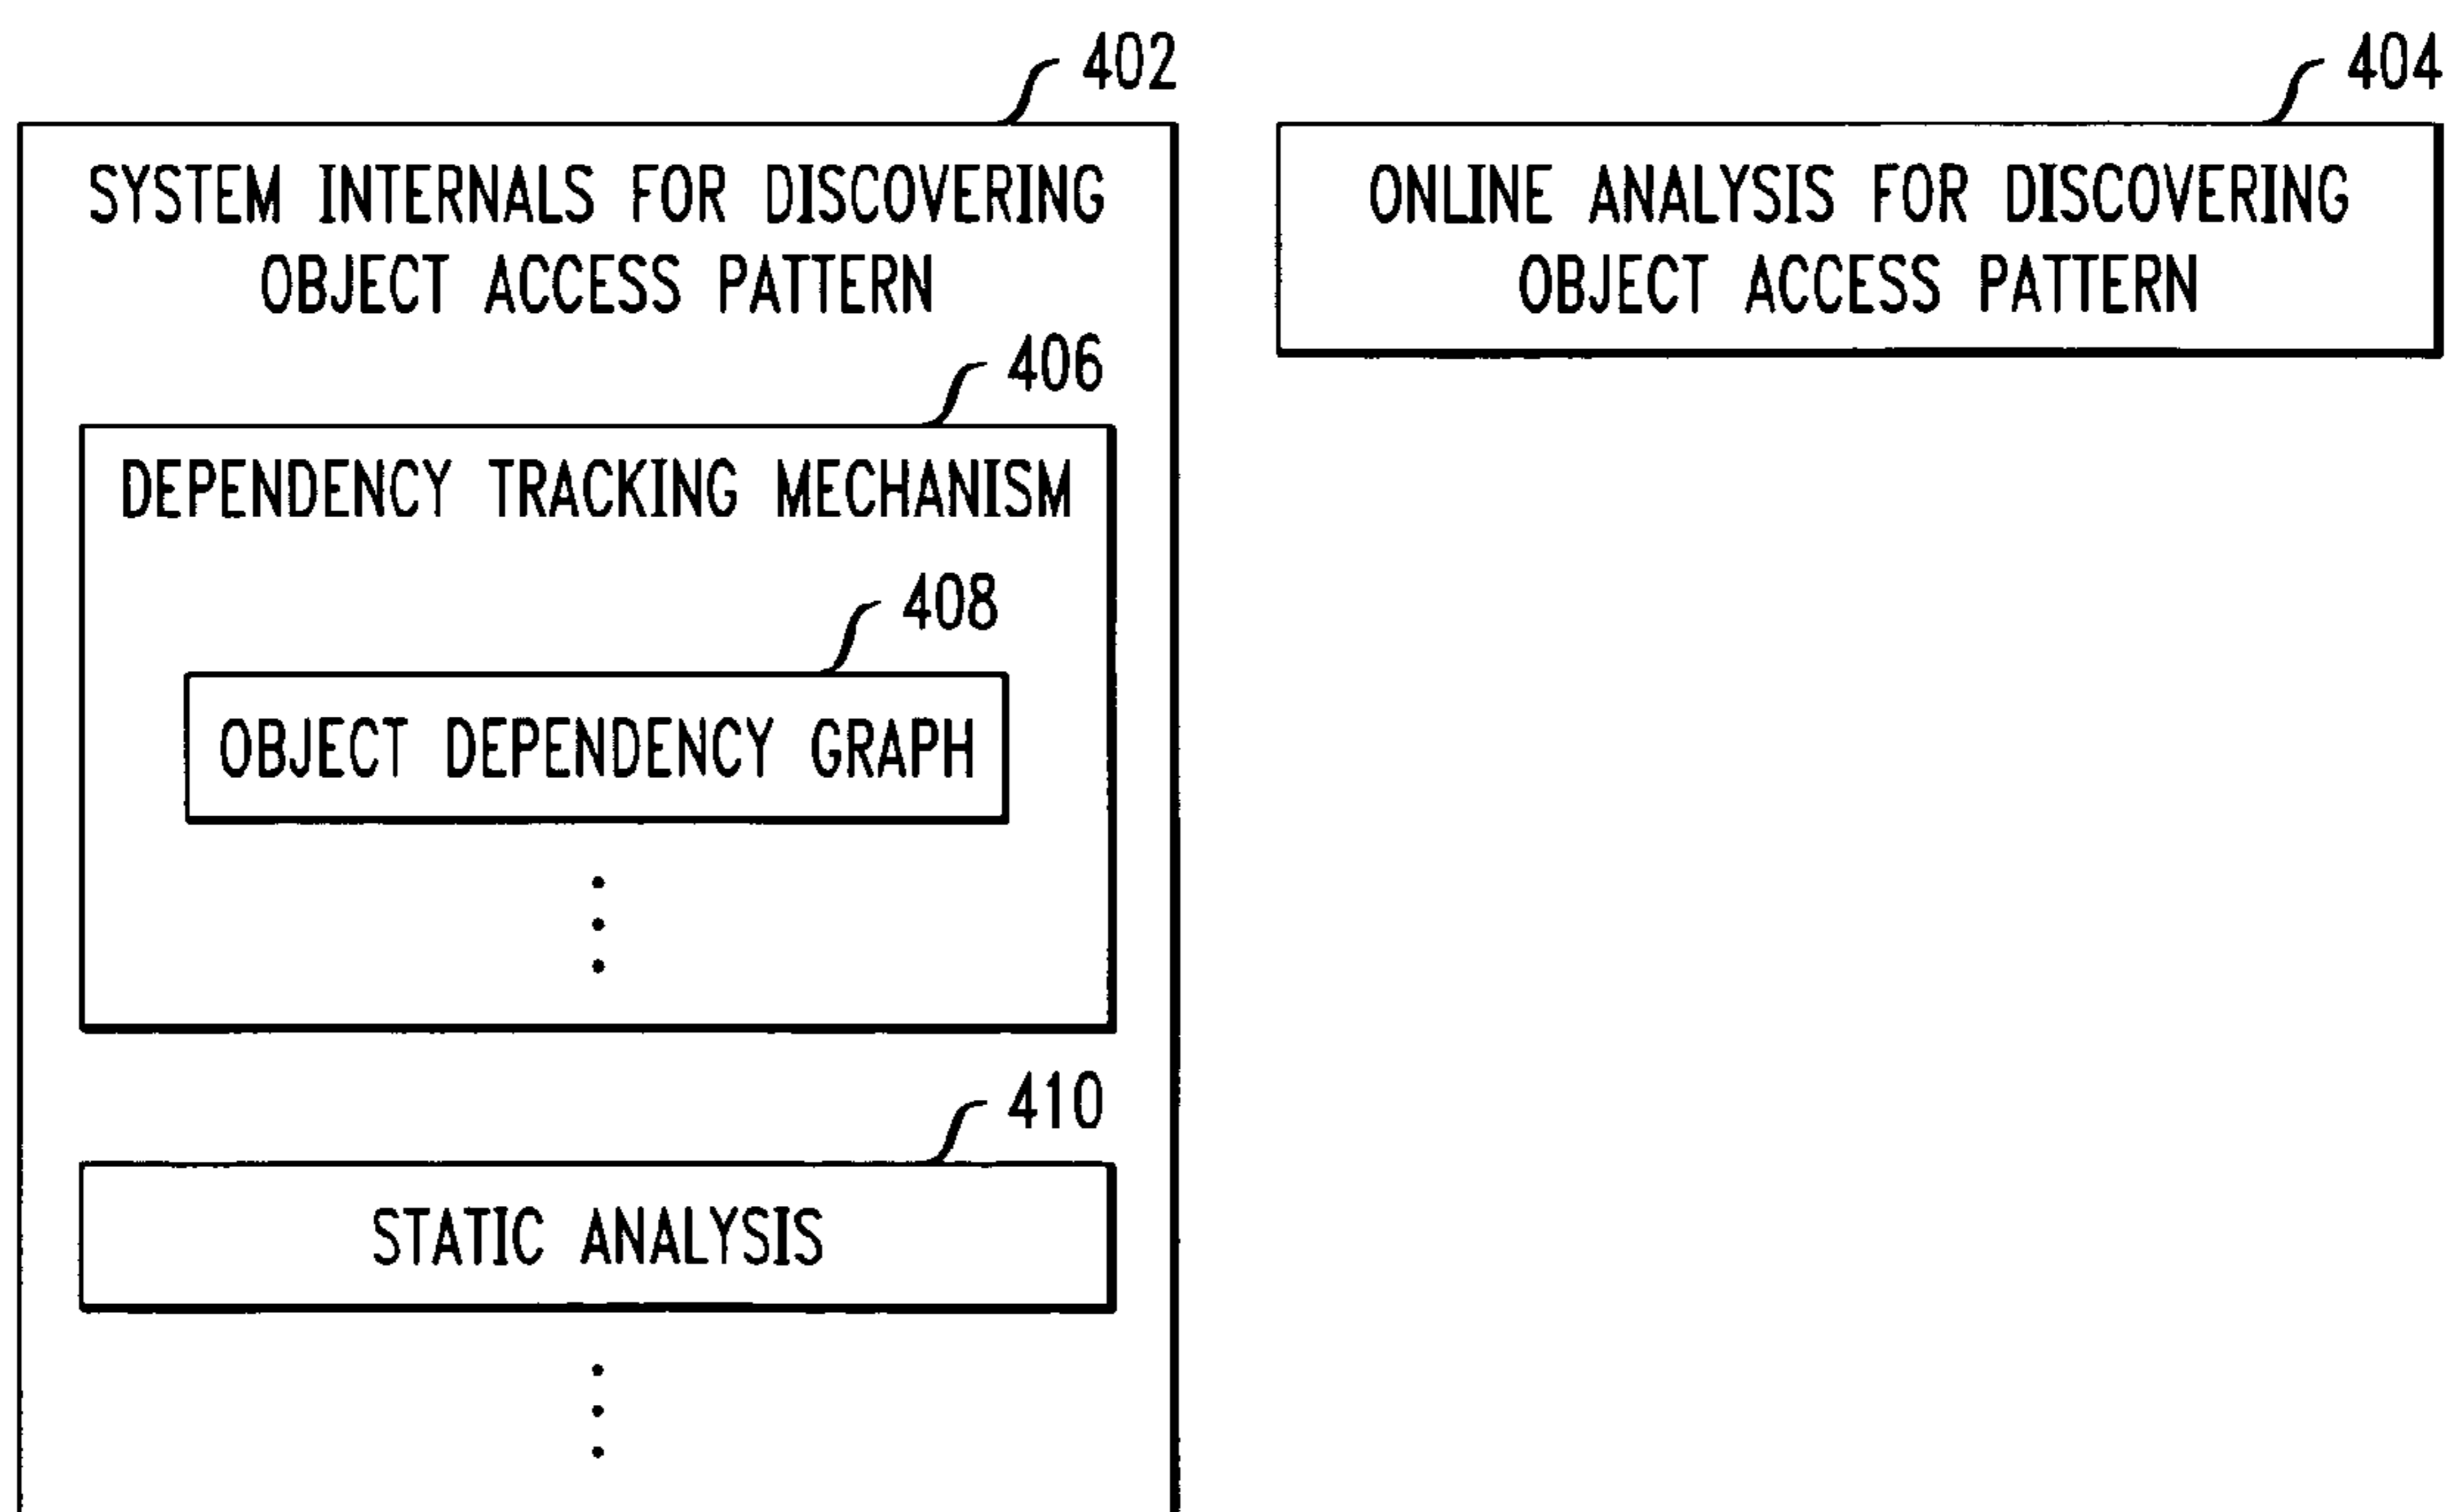 402
SYSTEM INTERNALS FOR DISCOVERING
OBJECT ACCESS PATTERN
406
DEPENDENCY TRACKING MECHANISM
408
OBJECT DEPENDENCY GRAPH
410
STATIC ANALYSIS
404
ONLINE ANALYSIS FOR DISCOVERING
OBJECT ACCESS PATTERN